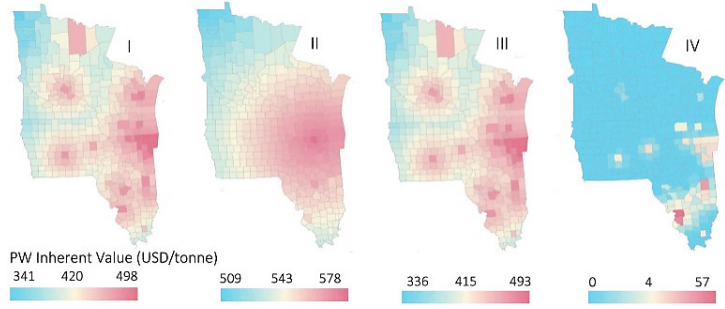 I
II
III
IV
PW Inherent Value (USD/tonne)
341 420 498
509 543 578
336 415 493
0 4 57